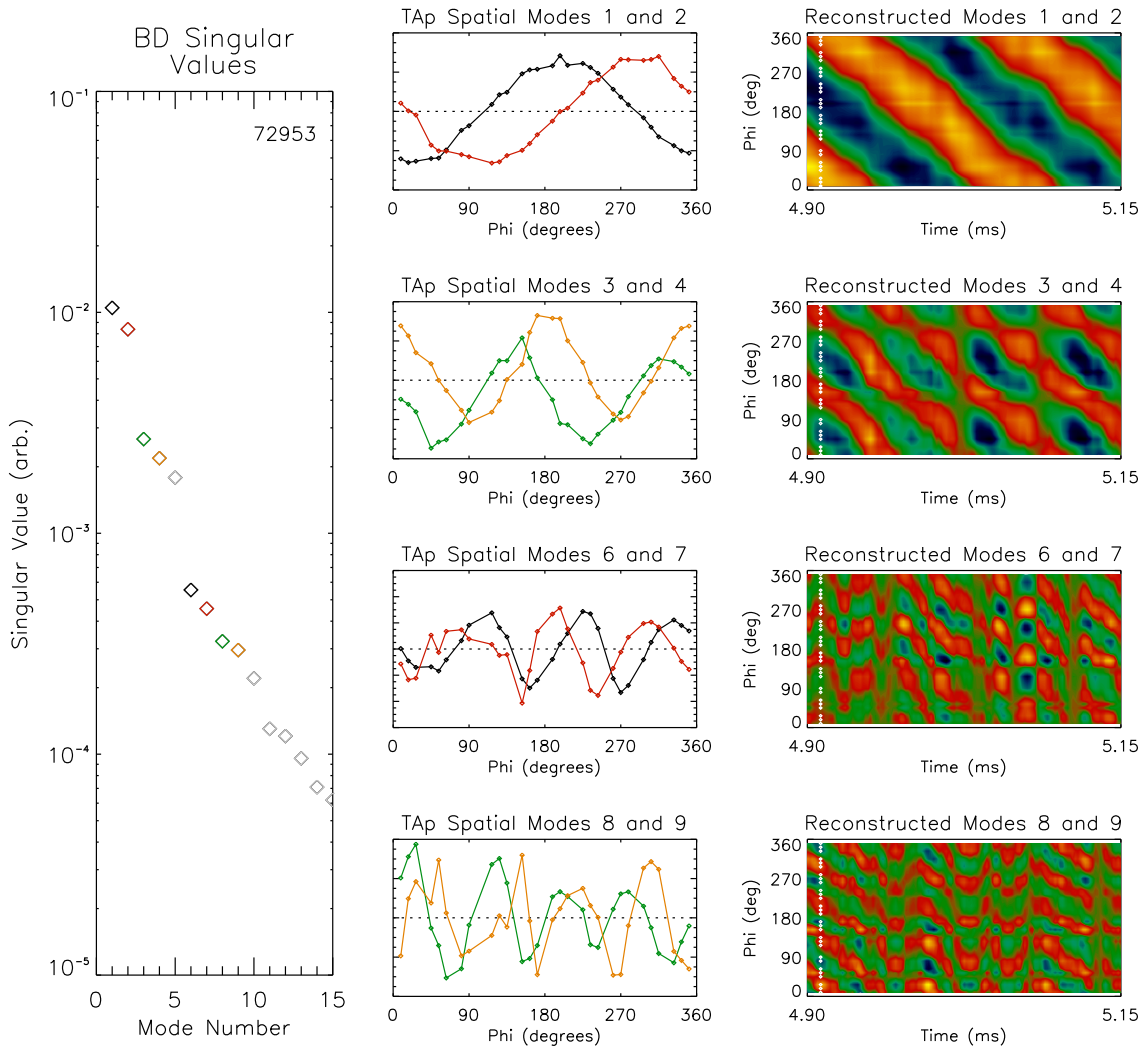 BD Singular
Values
72953
10⁻¹
10⁻²
10⁻³
10⁻⁴
10⁻⁵
Singular Value (arb.)
0 5 10 15
Mode Number
TAp Spatial Modes 1 and 2
0 90 180 270 360
Phi (degrees)
Reconstructed Modes 1 and 2
360
270
180
90
0
Phi (deg)
4.90 5.15
Time (ms)
TAp Spatial Modes 3 and 4
0 90 180 270 360
Phi (degrees)
Reconstructed Modes 3 and 4
360
270
180
90
0
Phi (deg)
4.90 5.15
Time (ms)
TAp Spatial Modes 6 and 7
0 90 180 270 360
Phi (degrees)
Reconstructed Modes 6 and 7
360
270
180
90
0
Phi (deg)
4.90 5.15
Time (ms)
TAp Spatial Modes 8 and 9
0 90 180 270 360
Phi (degrees)
Reconstructed Modes 8 and 9
360
270
180
90
0
Phi (deg)
4.90 5.15
Time (ms)